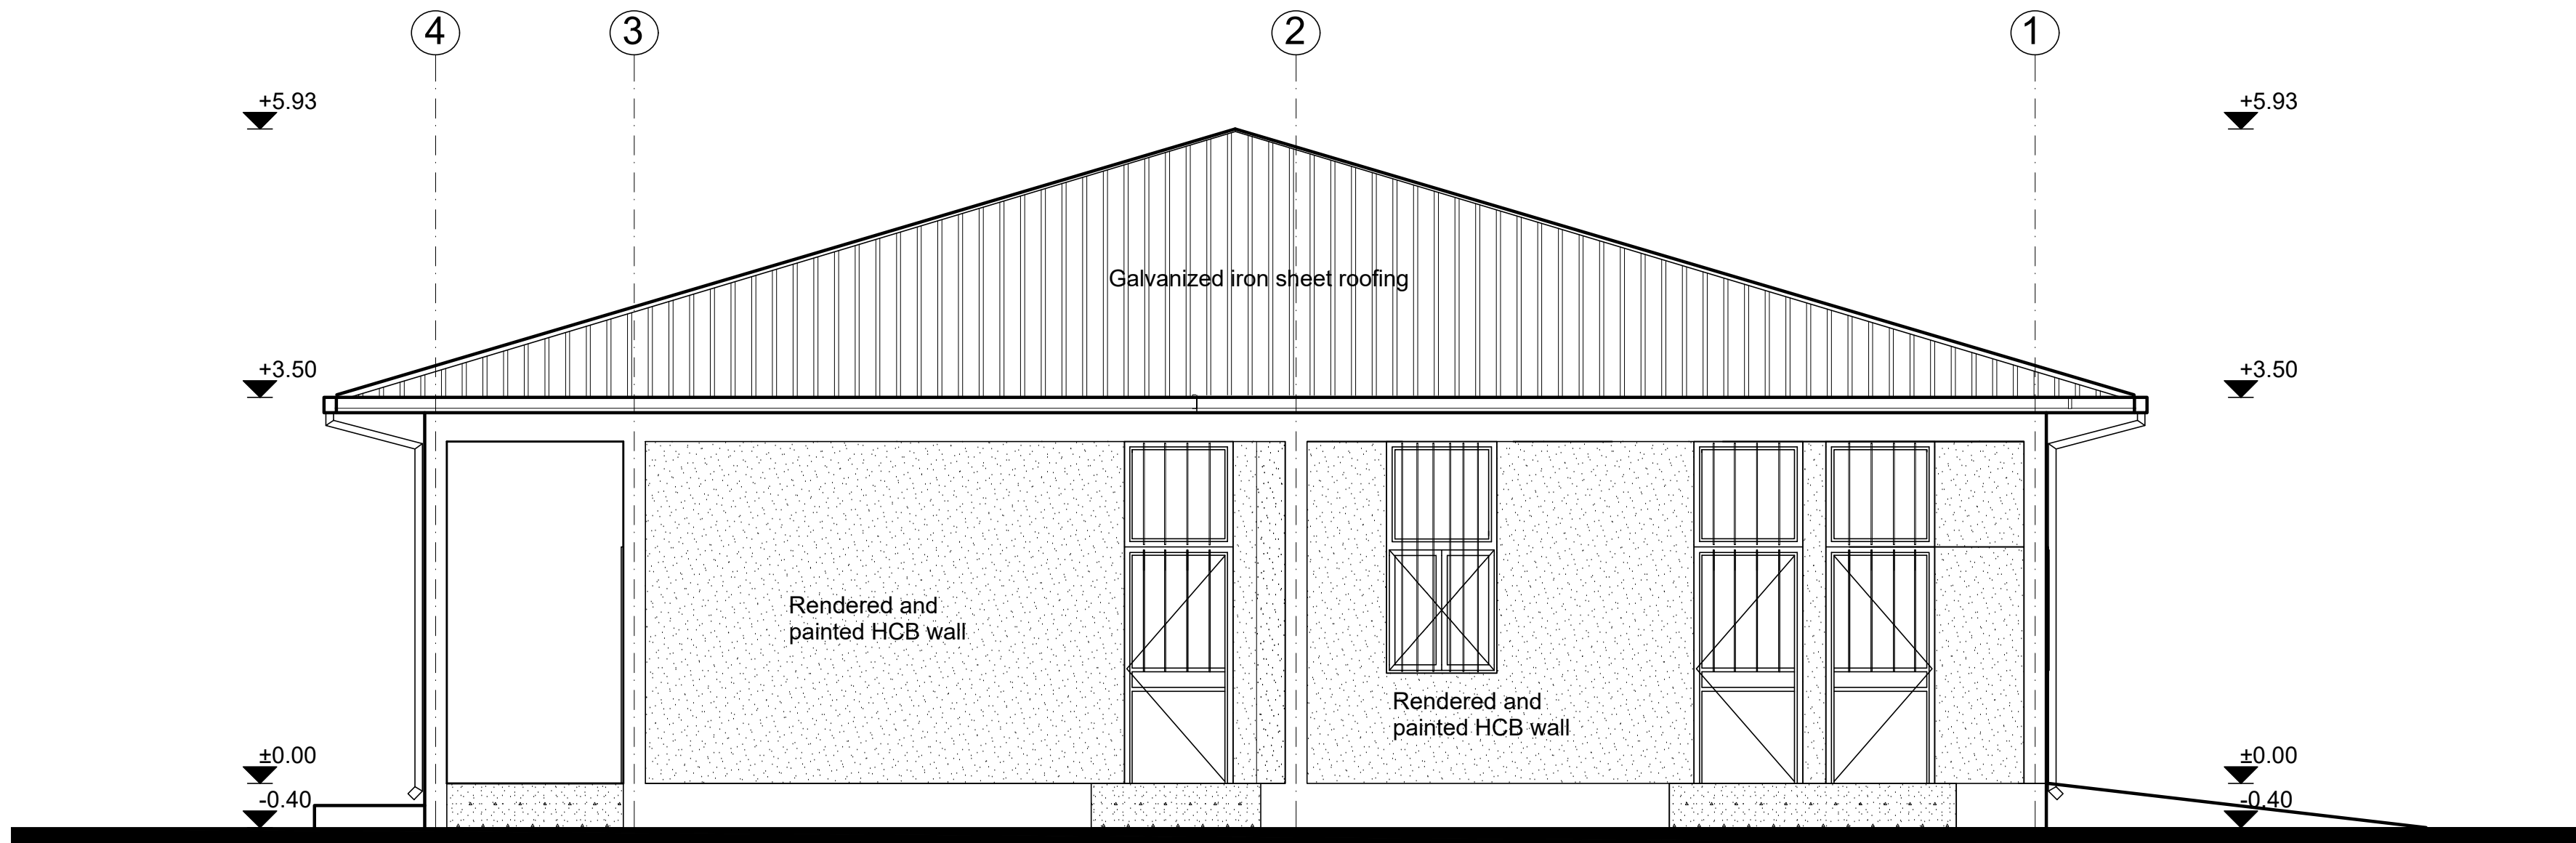 4 3 2 1
+5.93 +5.93
Galvanized iron sheet roofing
+3.50 +3.50
Rendered and
painted HCB wall
Rendered and
painted HCB wall
±0.00 ±0.00
-0.40 -0.40